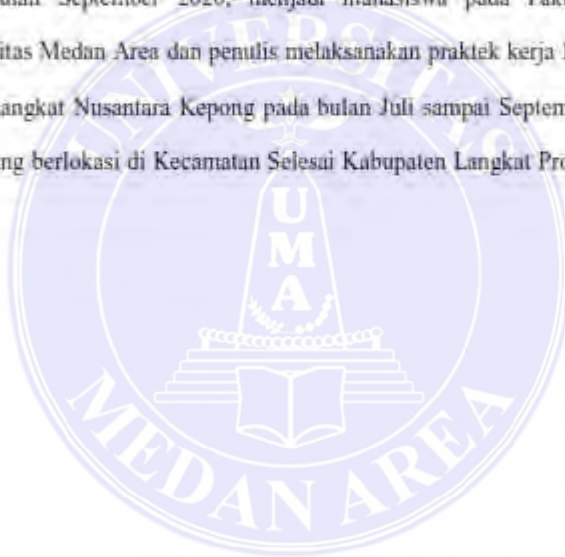 September 2020, menjadi mahasiswa pada
itas Medan Area dan penulis melaksanakan praktek kerja
angkat Nusantara Kepong pada bulan Juli sampai Septem
ng berlokasi di Kecamatan Selesai Kabupaten Langkat Pro
UNIVERSITAS
U
M
A
MEDAN AREA